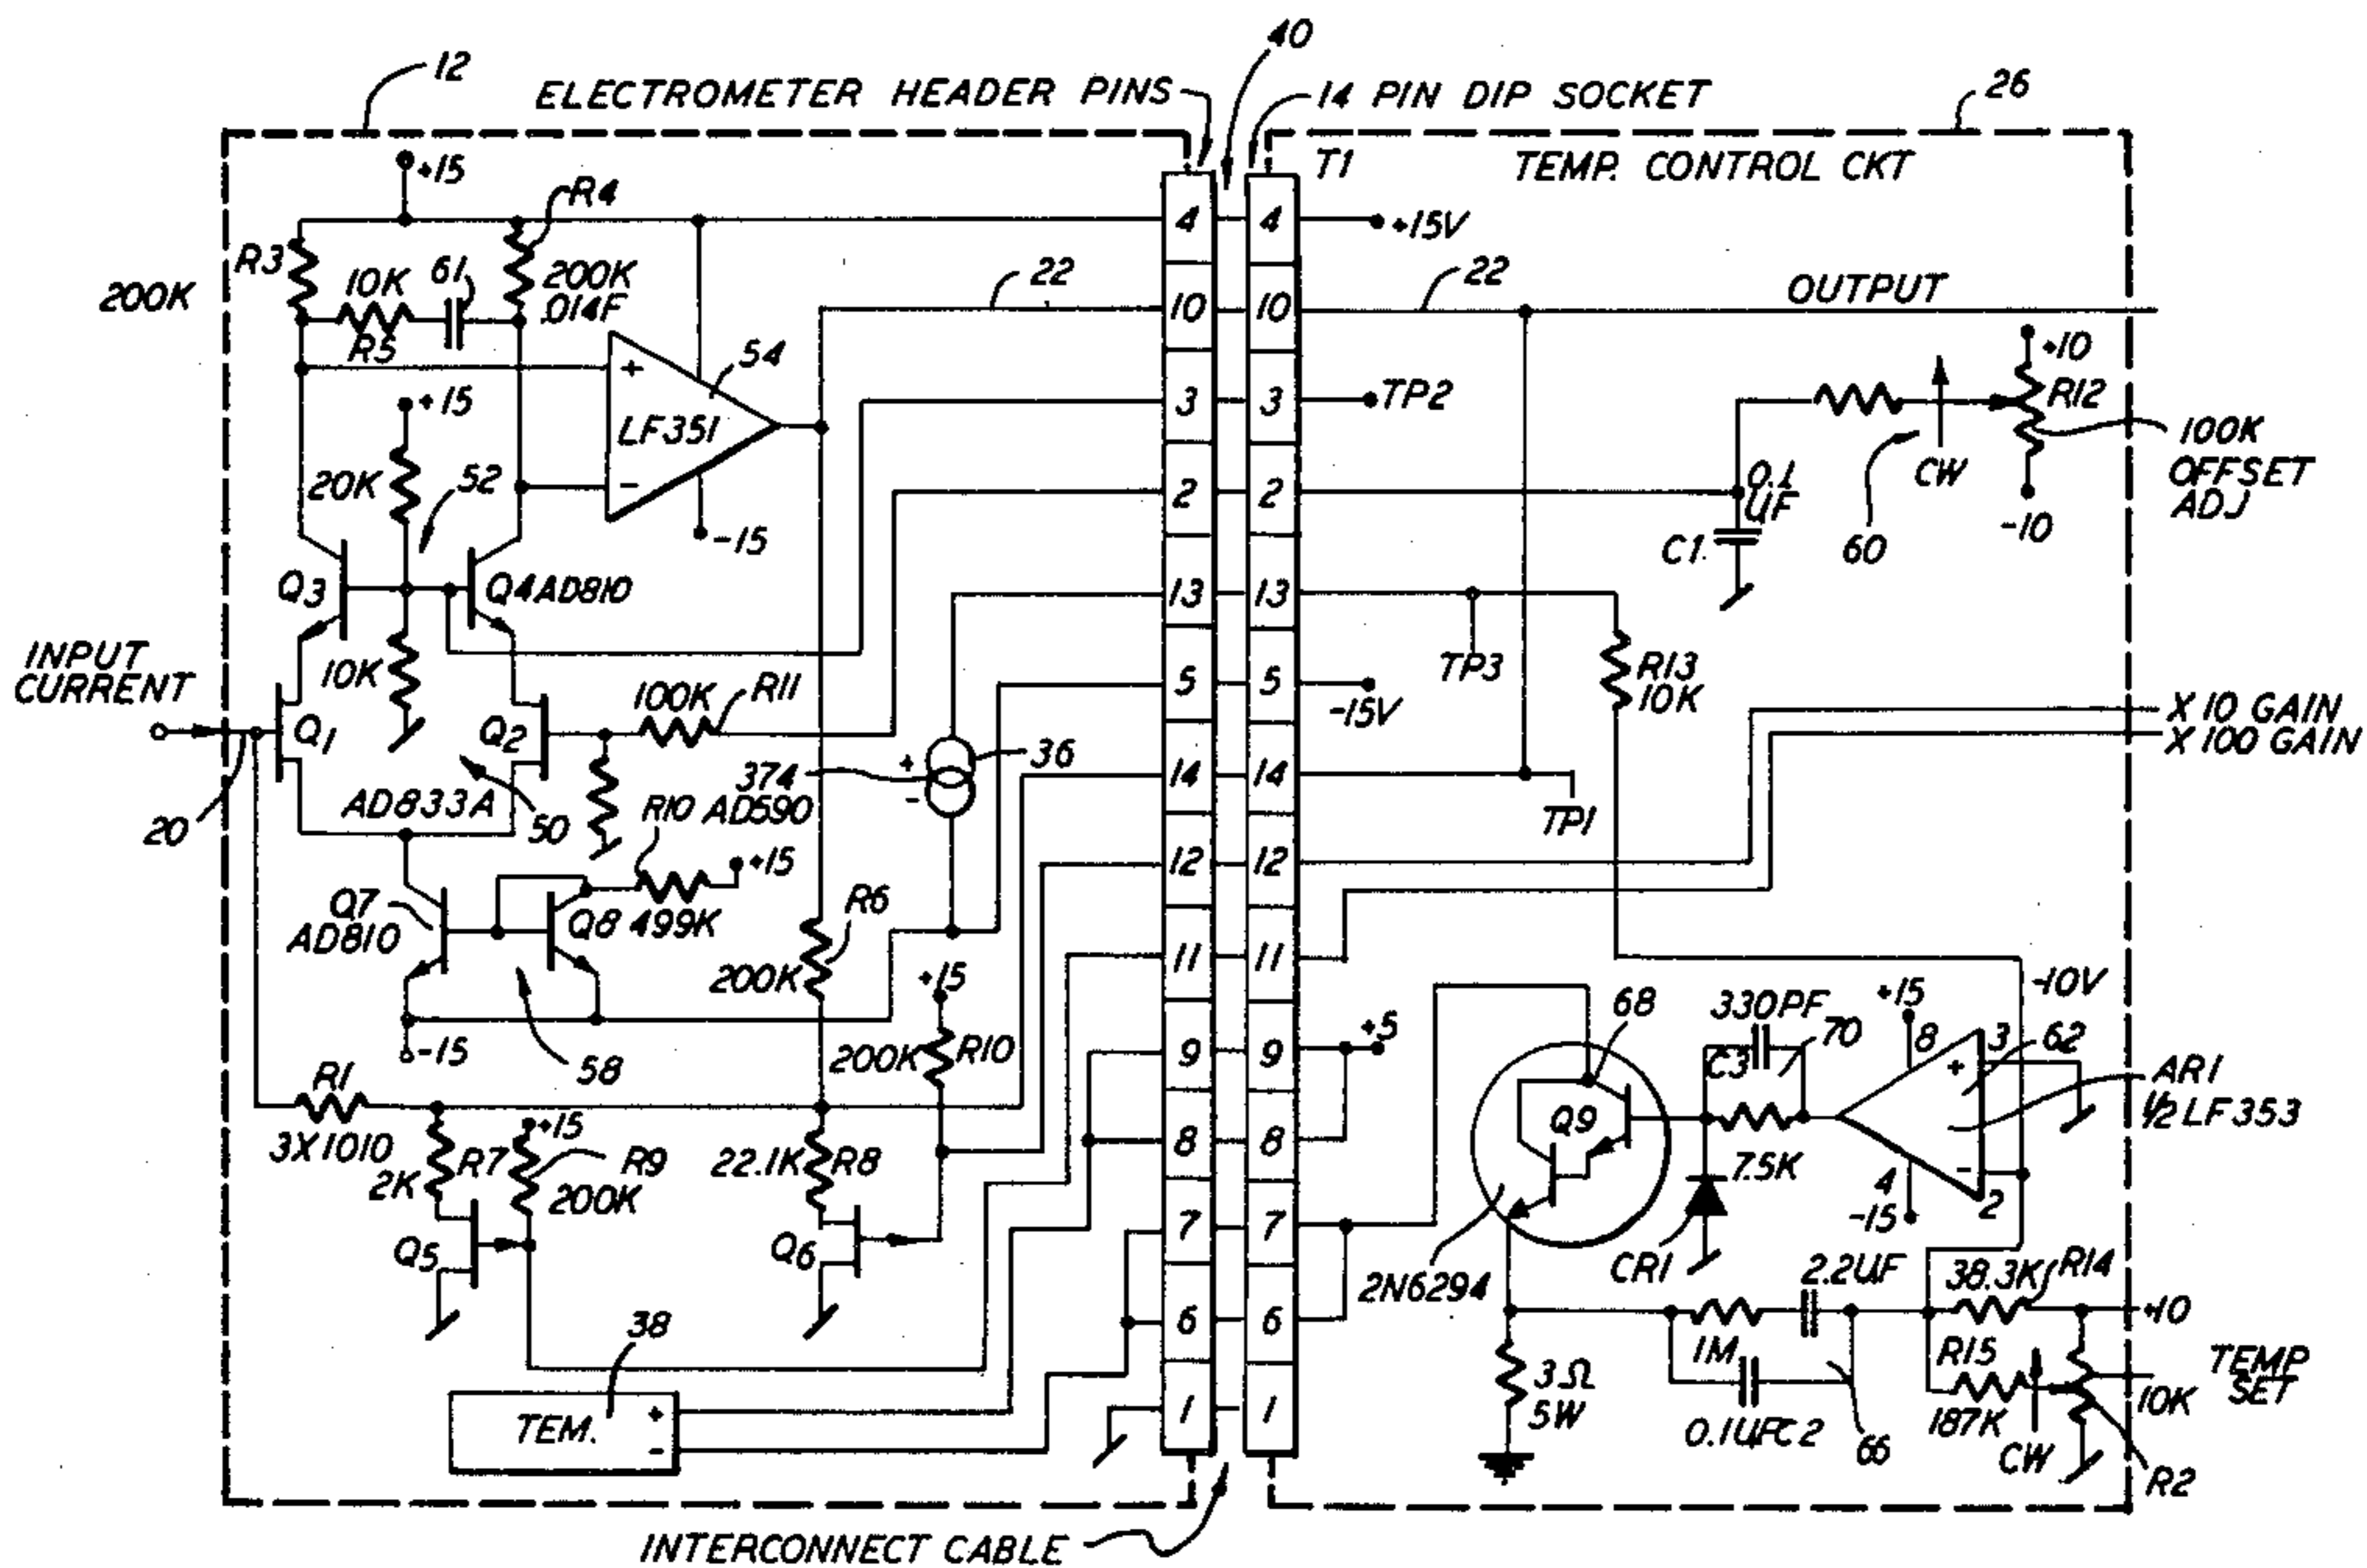 12
ELECTROMETER HEADER PINS
40
14 PIN DIP SOCKET
26
T1
TEMP. CONTROL CKT
+15
R4
R3
200K
10K
61
200K
.014F
R5
22
4
4
+15V
22
OUTPUT
10
10
54
+
LF351
-
-15
+15
20K
52
3
3
TP2
+10
R12
100K
OFFSET
ADJ
CW
-10
60
2
2
0.1
UF
C1.
Q3
Q4AD810
10K
13
13
TP3
R13
10K
INPUT
CURRENT
Q1
Q2
100K
R11
5
5
-15V
X 10 GAIN
X 100 GAIN
20
AD833A
50
374
AD590
+
-
36
14
14
TP1
R10
+15
12
12
Q7
AD810
Q8
499K
R6
200K
11
11
-10V
-15
58
+15
200K
R10
9
9
+5
68
330PF
C3
70
+15
8
3
62
+
AR1
1/2 LF353
R1
3X1010
8
8
Q9
7.5K
-
4
-15
2
2K
R7
+15
R9
200K
22.1K
R8
Q5
Q6
7
7
2N6294
CR1
2.2UF
38.3K
R14
+10
38
6
6
1M
R15
187K
TEMP
SET
10K
3Ω
5W
0.1UFC2
66
CW
R2
TEM.
+
-
1
1
INTERCONNECT CABLE